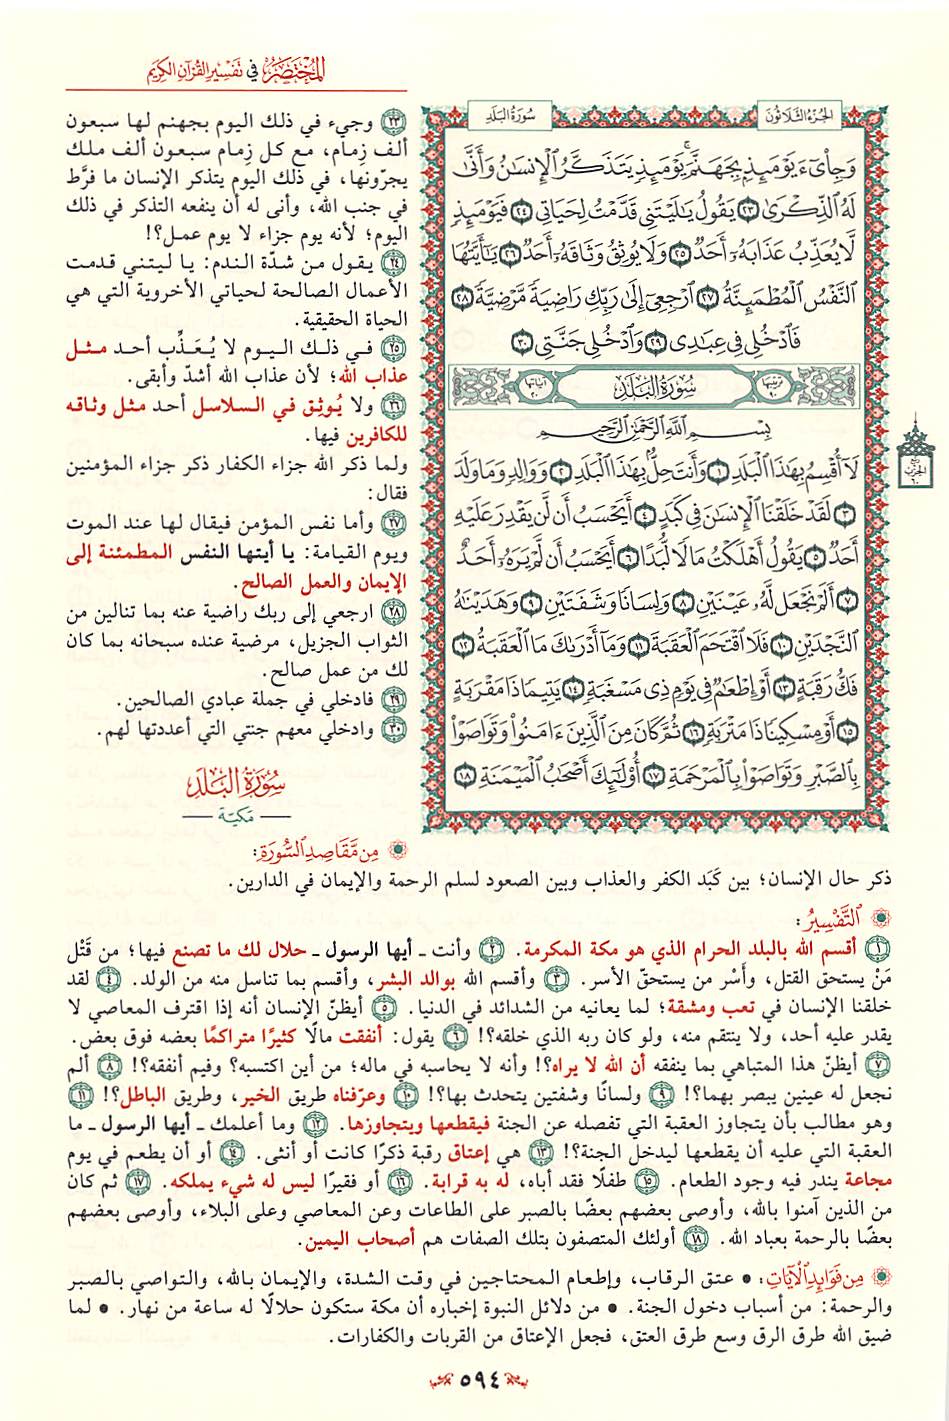 المختصر في تفسير القرآن الكريم
الجزء الثلاثون
سورة البلد
وَجِاْىٓءَ يَوْمَئِذِۭ بِجَهَنَّمَۚ يَوْمَئِذٖ يَتَذَكَّرُ ٱلْإِنسَٰنُ وَأَنَّىٰ
لَهُ ٱلذِّكْرَىٰ ٢٣ يَقُولُ يَٰلَيْتَنِي قَدَّمْتُ لِحَيَاتِي ٢٤ فَيَوْمَئِذٖ
لَّا يُعَذِّبُ عَذَابَهُۥٓ أَحَدٞ ٢٥ وَلَا يُوثِقُ وَثَاقَهُۥٓ أَحَدٞ ٢٦ يَٰٓأَيَّتُهَا
ٱلنَّفْسُ ٱلْمُطْمَئِنَّةُ ٢٧ ٱرْجِعِيٓ إِلَىٰ رَبِّكِ رَاضِيَةٗ مَّرْضِيَّةٗ ٢٨
فَٱدْخُلِي فِي عِبَٰدِي ٢٩ وَٱدْخُلِي جَنَّتِي ٣٠
ترتيبها ٩٠ سُورَةُ ٱلْبَلَدِ آياتها ٢٠
بِسْمِ ٱللَّهِ ٱلرَّحْمَٰنِ ٱلرَّحِيمِ
لَآ أُقْسِمُ بِهَٰذَا ٱلْبَلَدِ ١ وَأَنتَ حِلُّۢ بِهَٰذَا ٱلْبَلَدِ ٢ وَوَالِدٖ وَمَا وَلَدَ
٣ لَقَدْ خَلَقْنَا ٱلْإِنسَٰنَ فِي كَبَدٍ ٤ أَيَحْسَبُ أَن لَّن يَقْدِرَ عَلَيْهِ
أَحَدٞ ٥ يَقُولُ أَهْلَكْتُ مَالٗا لُّبَدًا ٦ أَيَحْسَبُ أَن لَّمْ يَرَهُۥٓ أَحَدٌ
٧ أَلَمْ نَجْعَل لَّهُۥ عَيْنَيْنِ ٨ وَلِسَانٗا وَشَفَتَيْنِ ٩ وَهَدَيْنَٰهُ
ٱلنَّجْدَيْنِ ١٠ فَلَا ٱقْتَحَمَ ٱلْعَقَبَةَ ١١ وَمَآ أَدْرَىٰكَ مَا ٱلْعَقَبَةُ ١٢
فَكُّ رَقَبَةٍ ١٣ أَوْ إِطْعَٰمٞ فِي يَوْمٖ ذِي مَسْغَبَةٖ ١٤ يَتِيمٗا ذَا مَقْرَبَةٍ
١٥ أَوْ مِسْكِينٗا ذَا مَتْرَبَةٖ ١٦ ثُمَّ كَانَ مِنَ ٱلَّذِينَ ءَامَنُواْ وَتَوَاصَوْاْ
بِٱلصَّبْرِ وَتَوَاصَوْاْ بِٱلْمَرْحَمَةِ ١٧ أُوْلَٰٓئِكَ أَصْحَٰبُ ٱلْمَيْمَنَةِ ١٨
ربع الحزب ٦٠
٢٣ وجيء في ذلك اليوم بجهنم لها سبعون
ألف زِمام، مع كل زِمام سبعون ألف ملك
يجرّونها، في ذلك اليوم يتذكر الإنسان ما فرَّط
في جنب الله، وأنى له أن ينفعه التذكر في ذلك
اليوم؛ لأنه يوم جزاء لا يوم عمل؟!
٢٤ يقول من شدّة الندم: يا ليتني قدمت
الأعمال الصالحة لحياتي الأخروية التي هي
الحياة الحقيقية.
٢٥ في ذلك اليوم لا يُعَذِّب أحد مثل
عذاب الله؛ لأن عذاب الله أشدّ وأبقى.
٢٦ ولا يُوثِق في السلاسل أحد مثل وثاقه
للكافرين فيها.
ولما ذكر الله جزاء الكفار ذكر جزاء المؤمنين
فقال:
٢٧ وأما نفس المؤمن فيقال لها عند الموت
ويوم القيامة: يا أيتها النفس المطمئنة إلى
الإيمان والعمل الصالح.
٢٨ ارجعي إلى ربك راضية عنه بما تنالين من
الثواب الجزيل، مرضية عنده سبحانه بما كان
لك من عمل صالح.
٢٩ فادخلي في جملة عبادي الصالحين.
٣٠ وادخلي معهم جنتي التي أعددتها لهم.
سُورَةُ البَلَدِ
— مَكيّة —
مِن مَّقَاصِدِ السُّورَةِ:
ذكر حال الإنسان؛ بين كَبَد الكفر والعذاب وبين الصعود لسلم الرحمة والإيمان في الدارين.
التَّفْسِيرُ:
١ أقسم الله بالبلد الحرام الذي هو مكة المكرمة. ٢ وأنت ـ أيها الرسول ـ حلال لك ما تصنع فيها؛ من قَتْل
مَنْ يستحق القتل، وأَسْر من يستحقّ الأسر. ٣ وأقسم الله بوالد البشر، وأقسم بما تناسل منه من الولد. ٤ لقد
خلقنا الإنسان في تعب ومشقة؛ لما يعانيه من الشدائد في الدنيا. ٥ أيظنّ الإنسان أنه إذا اقترف المعاصي لا
يقدر عليه أحد، ولا ينتقم منه، ولو كان ربه الذي خلقه؟! ٦ يقول: أنفقت مالًا كثيرًا متراكمًا بعضه فوق بعض.
٧ أيظنّ هذا المتباهي بما ينفقه أن الله لا يراه؟! وأنه لا يحاسبه في ماله؛ من أين اكتسبه؟ وفيم أنفقه؟! ٨ ألم
نجعل له عينين يبصر بهما؟! ٩ ولسانًا وشفتين يتحدث بها؟! ١٠ وعرّفناه طريق الخير، وطريق الباطل؟! ١١
وهو مطالب بأن يتجاوز العقبة التي تفصله عن الجنة فيقطعها ويتجاوزها. ١٢ وما أعلمك ـ أيها الرسول ـ ما
العقبة التي عليه أن يقطعها ليدخل الجنة؟! ١٣ هي إعتاق رقبة ذكرًا كانت أو أنثى. ١٤ أو أن يطعم في يوم
مجاعة يندر فيه وجود الطعام. ١٥ طفلًا فقد أباه، له به قرابة. ١٦ أو فقيرًا ليس له شيء يملكه. ١٧ ثم كان
من الذين آمنوا بالله، وأوصى بعضهم بعضًا بالصبر على الطاعات وعن المعاصي وعلى البلاء، وأوصى بعضهم
بعضًا بالرحمة بعباد الله. ١٨ أولئك المتصفون بتلك الصفات هم أصحاب اليمين.
مِن فَوَائِدِ الآيَاتِ: • عتق الرقاب، وإطعام المحتاجين في وقت الشدة، والإيمان بالله، والتواصي بالصبر
والرحمة: من أسباب دخول الجنة. • من دلائل النبوة إخباره أن مكة ستكون حلالًا له ساعة من نهار. • لما
ضيق الله طرق الرق وسع طرق العتق، فجعل الإعتاق من القربات والكفارات.
٥٩٤